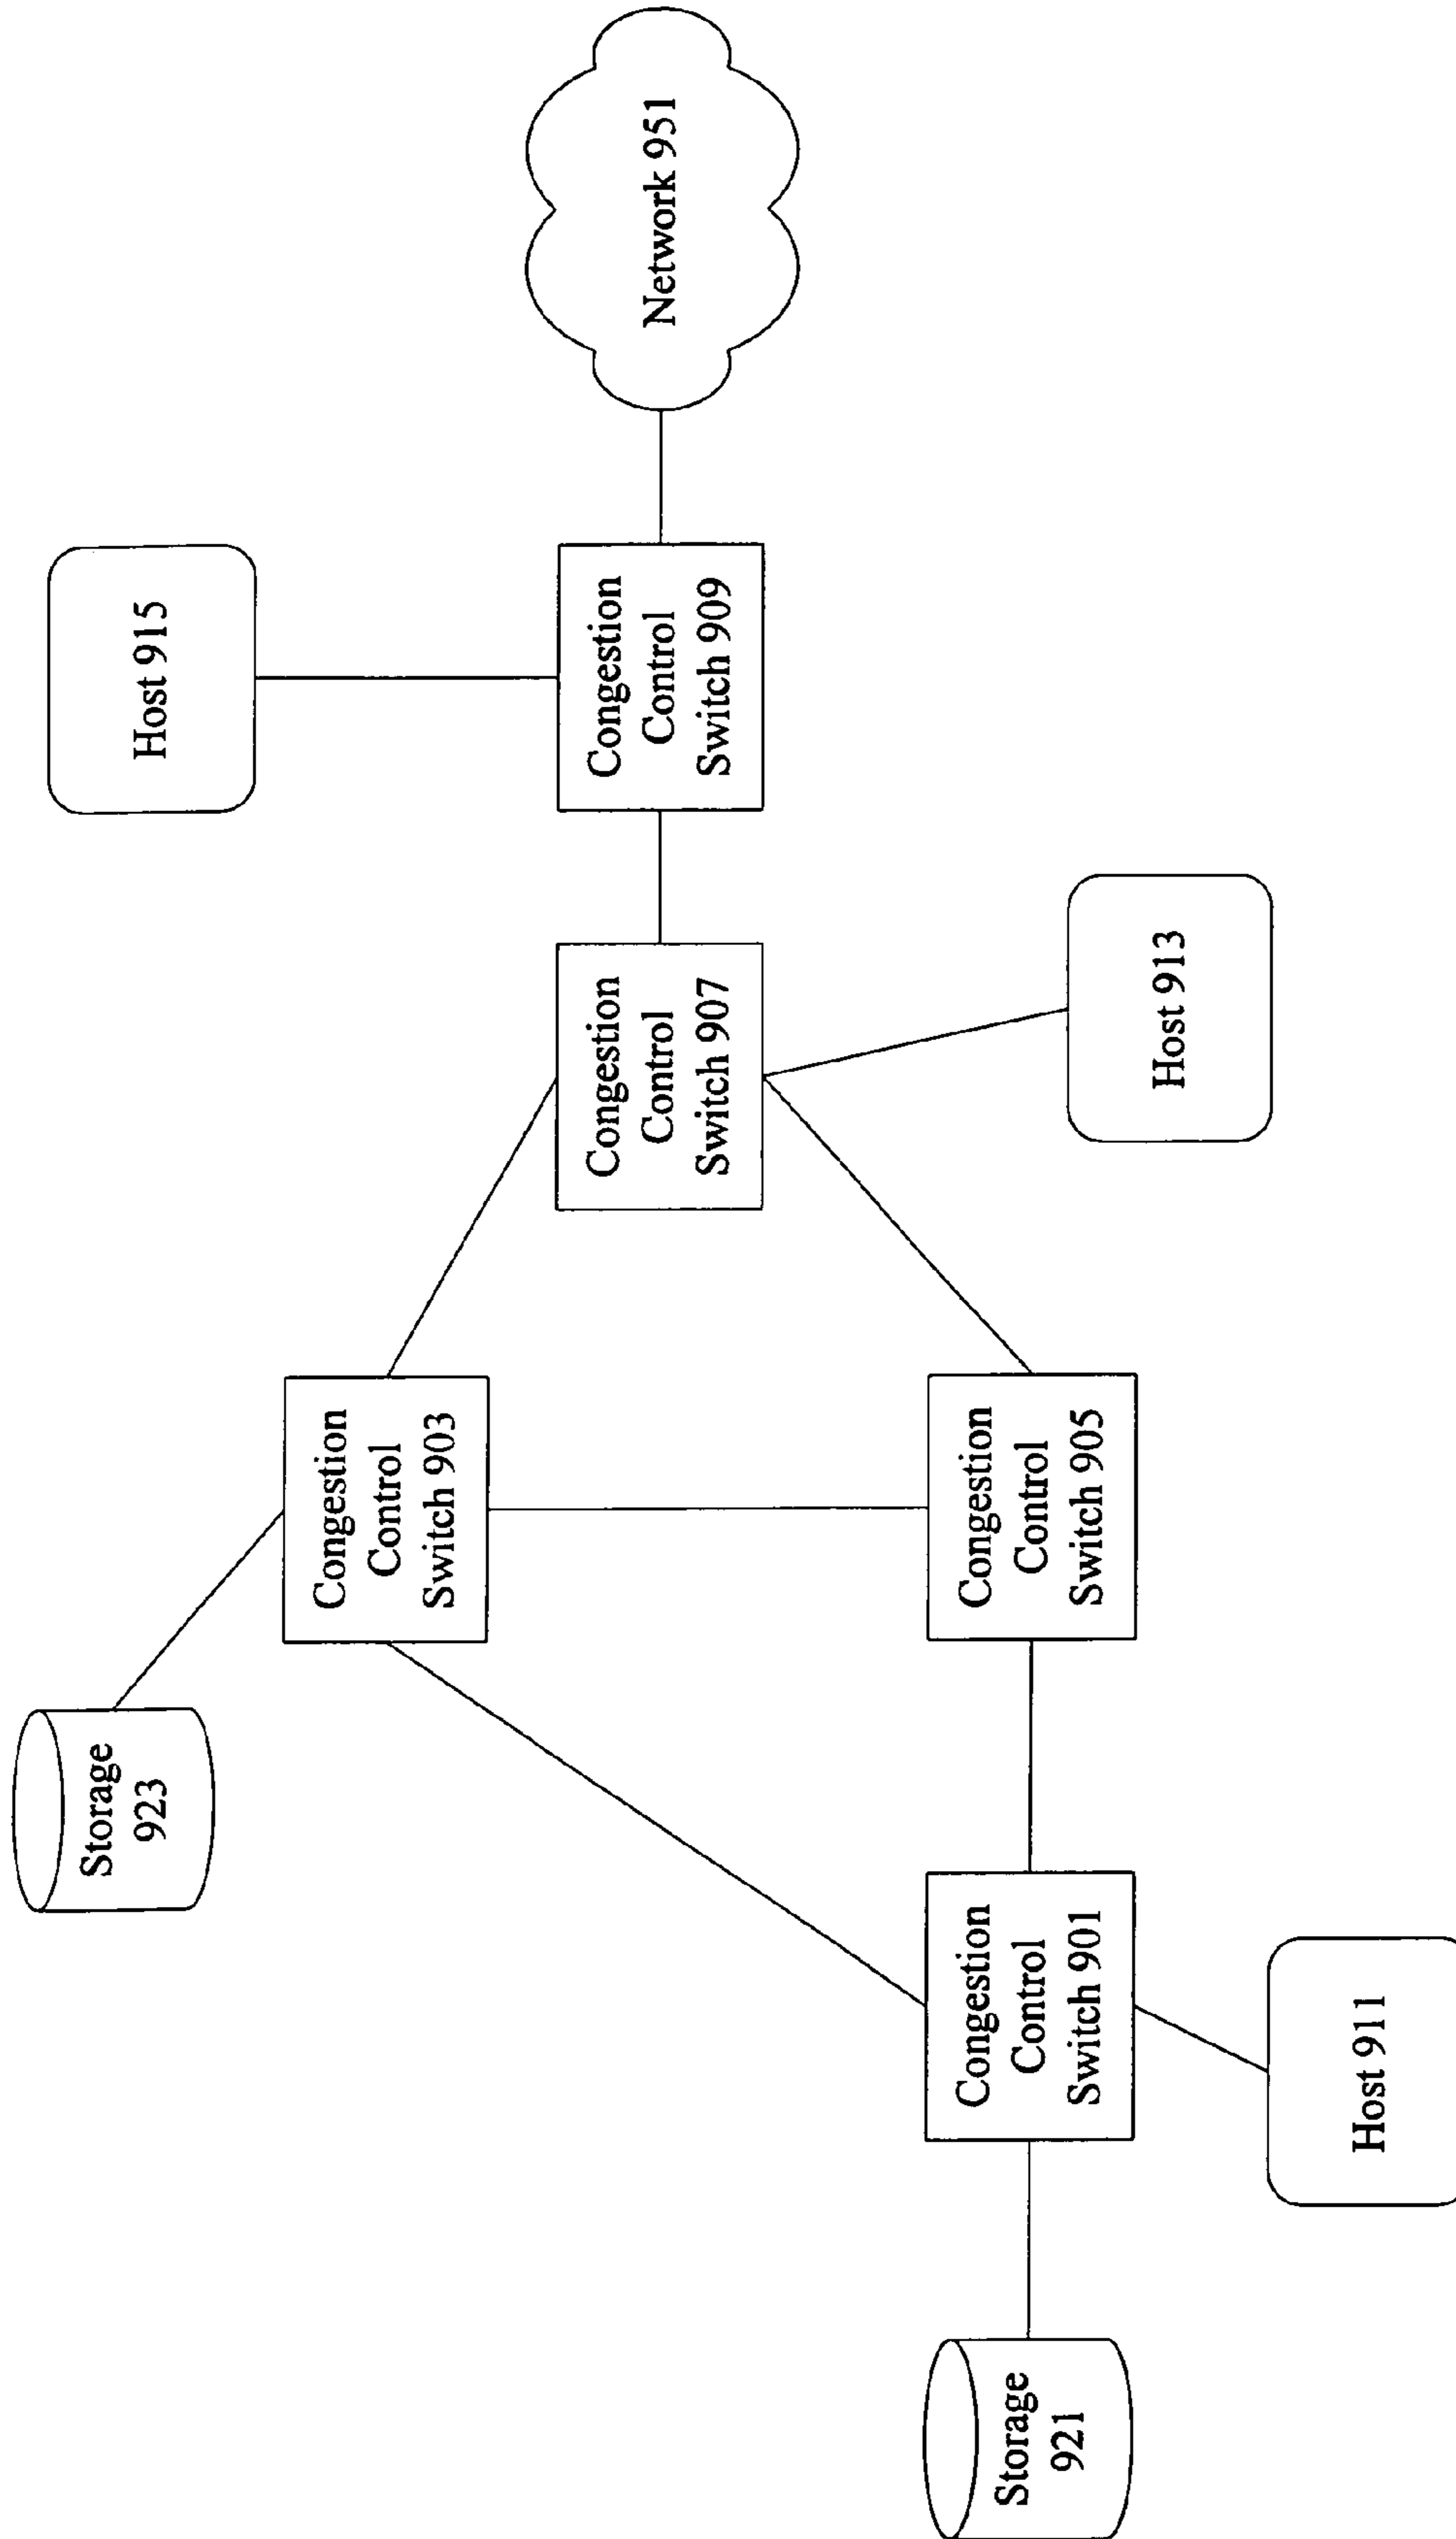 Storage
923
Host 915
Congestion
Control
Switch 903
Congestion
Control
Switch 907
Congestion
Control
Switch 909
Network 951
Storage
921
Congestion
Control
Switch 901
Congestion
Control
Switch 905
Host 913
Host 911